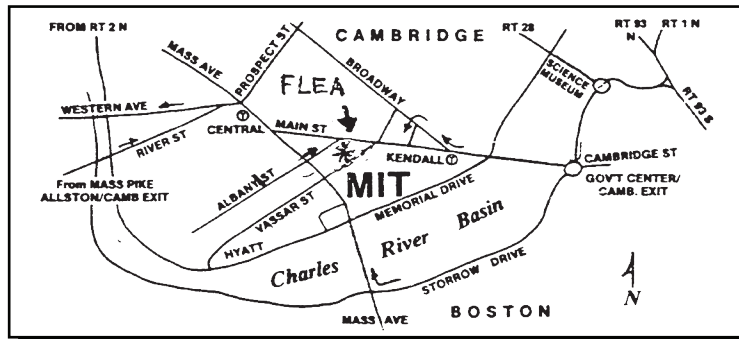 FROM RT 2 N
MASS AVE
PROSPECT ST
CAMBRIDGE
RT 28
RT 93
N
RT 1 N
BROADWAY
SCIENCE
MUSEUM
RT 93 S
FLEA
WESTERN AVE
T
CENTRAL
MAIN ST
RIVER ST
KENDALL T
CAMBRIDGE ST
From MASS PIKE
ALLSTON/CAMB EXIT
GOV'T CENTER/
CAMB. EXIT
ALBANY ST
MIT
VASSAR ST
MEMORIAL DRIVE
HYATT
Charles River Basin
STORROW DRIVE
N
MASS AVE
BOSTON